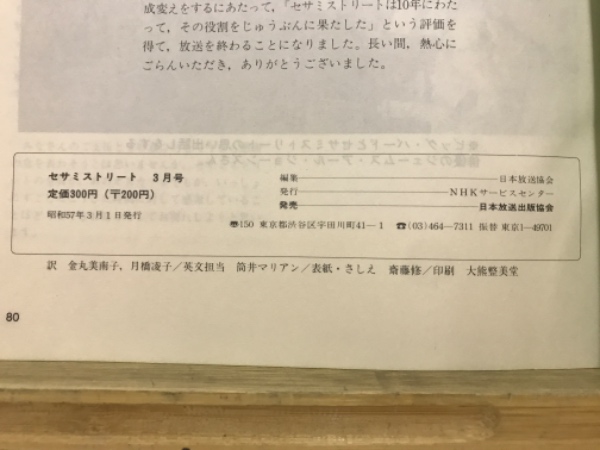 成変えをするにあたって,「セサミストリートは10年にわた
って, その役割をじゅうぶんに果たした」という評価を
得て, 放送を終わることになりました。長い間, 熱心に
ごらんいただき, ありがとうございました。
セサミストリート 3月号
定価300円(〒200円)
昭和57年3月1日発行
編集 日本放送協会
発行 NHKサービスセンター
発売 日本放送出版協会
〠150 東京都渋谷区宇田川町41―1 ☎(03)464―7311 振替 東京1―49701
訳 金丸美南子, 月橋凌子/英文担当 筒井マリアン/表紙・さしえ 齋藤修/印刷 大熊整美堂
80